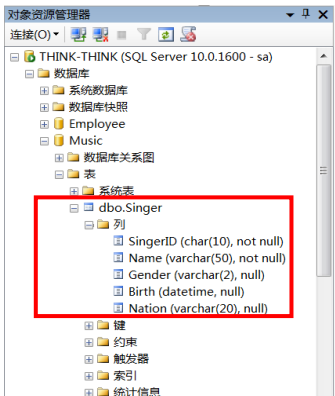 对象资源管理器
连接(O)
THINK-THINK (SQL Server 10.0.1600 - sa)
数据库
系统数据库
数据库快照
Employee
Music
数据库关系图
表
系统表
dbo.Singer
列
SingerID (char(10), not null)
Name (varchar(50), not null)
Gender (varchar(2), null)
Birth (datetime, null)
Nation (varchar(20), null)
键
约束
触发器
索引
统计信息